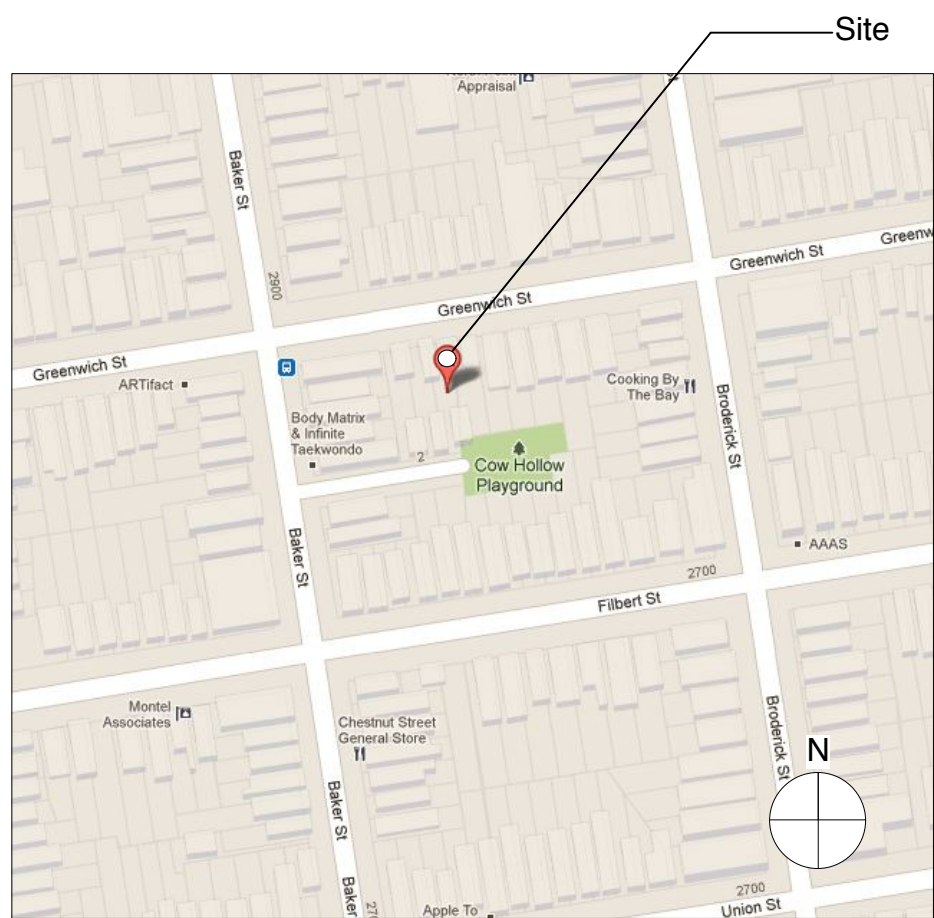 Site
Appraisal
Baker St
2900
Greenwich St
Greenwich St
Greenw
Greenwich St
ARTifact
Cooking By
The Bay
Body Matrix
& Infinite
Taekwondo
2
Cow Hollow
Playground
Broderick St
Baker St
AAAS
2700
Filbert St
Montel
Associates
Chestnut Street
General Store
Broderick St
N
Baker St
Baker
2700
Apple To
Union St